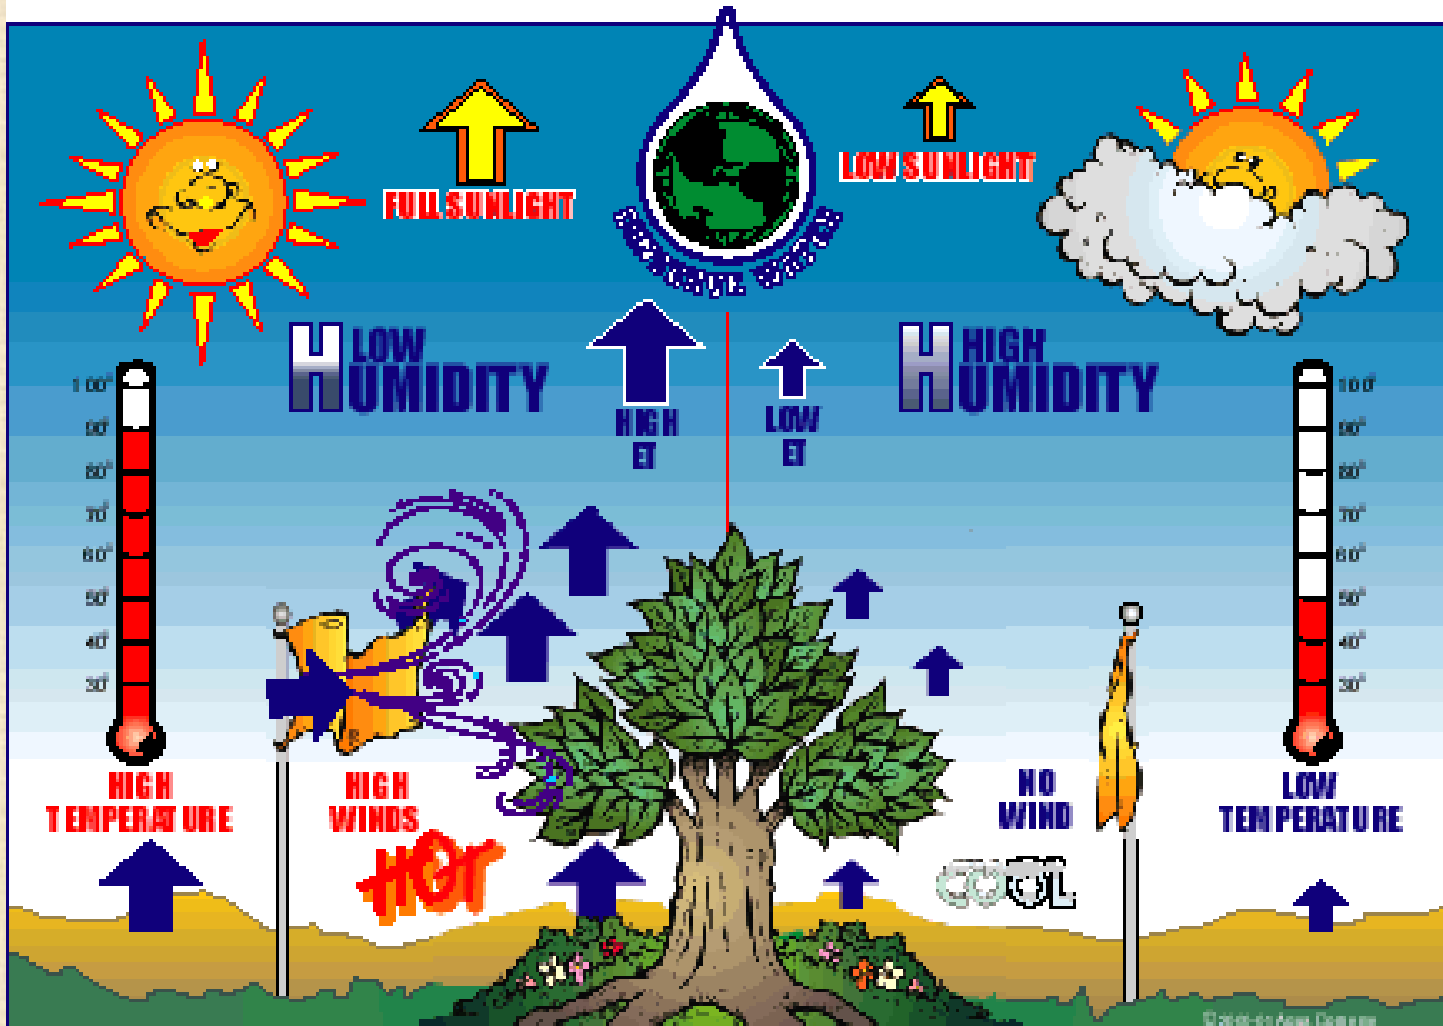 FULL SUNLIGHT
LOW SUNLIGHT
LOW
HUMIDITY
HIGH
HUMIDITY
HIGH
ET
LOW
ET
100°
90°
80°
70°
60°
50°
40°
30°
100°
90°
80°
70°
60°
50°
40°
30°
HIGH
TEMPERATURE
HIGH
WINDS
HOT
NO
WIND
COOL
LOW
TEMPERATURE